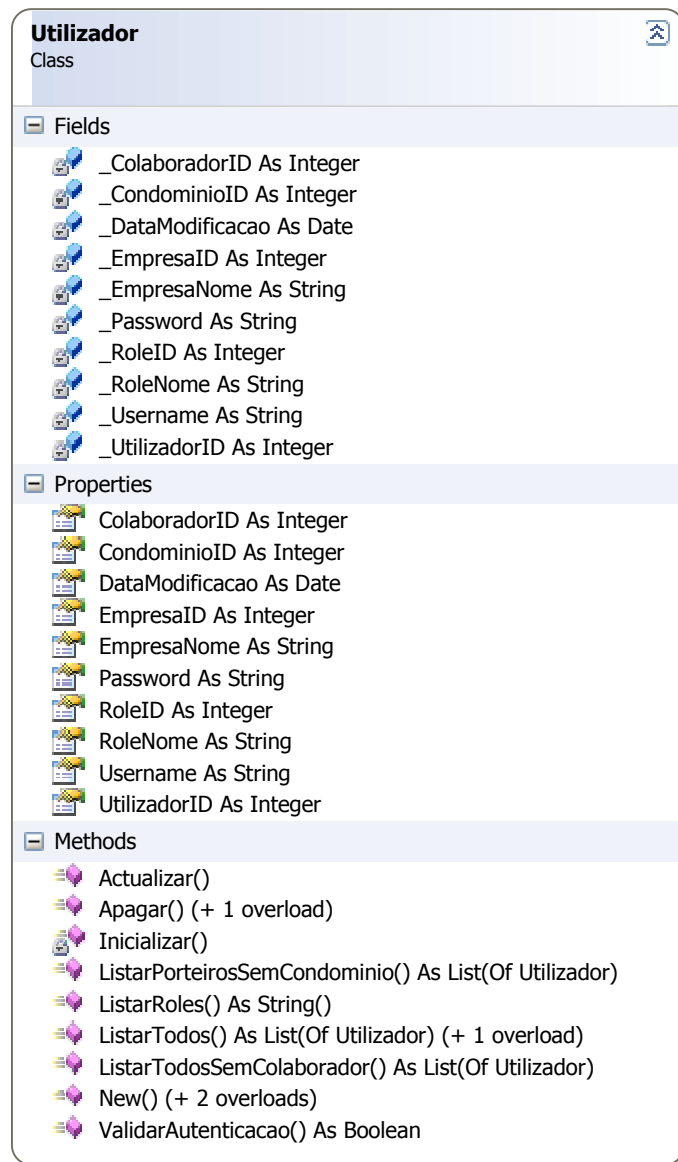 Utilizador
Class
Fields
_ColaboradorID As Integer
_CondominioID As Integer
_DataModificacao As Date
_EmpresaID As Integer
_EmpresaNome As String
_Password As String
_RoleID As Integer
_RoleNome As String
_Username As String
_UtilizadorID As Integer
Properties
ColaboradorID As Integer
CondominioID As Integer
DataModificacao As Date
EmpresaID As Integer
EmpresaNome As String
Password As String
RoleID As Integer
RoleNome As String
Username As String
UtilizadorID As Integer
Methods
Actualizar()
Apagar() (+ 1 overload)
Inicializar()
ListarPorteirosSemCondominio() As List(Of Utilizador)
ListarRoles() As String()
ListarTodos() As List(Of Utilizador) (+ 1 overload)
ListarTodosSemColaborador() As List(Of Utilizador)
New() (+ 2 overloads)
ValidarAutenticacao() As Boolean